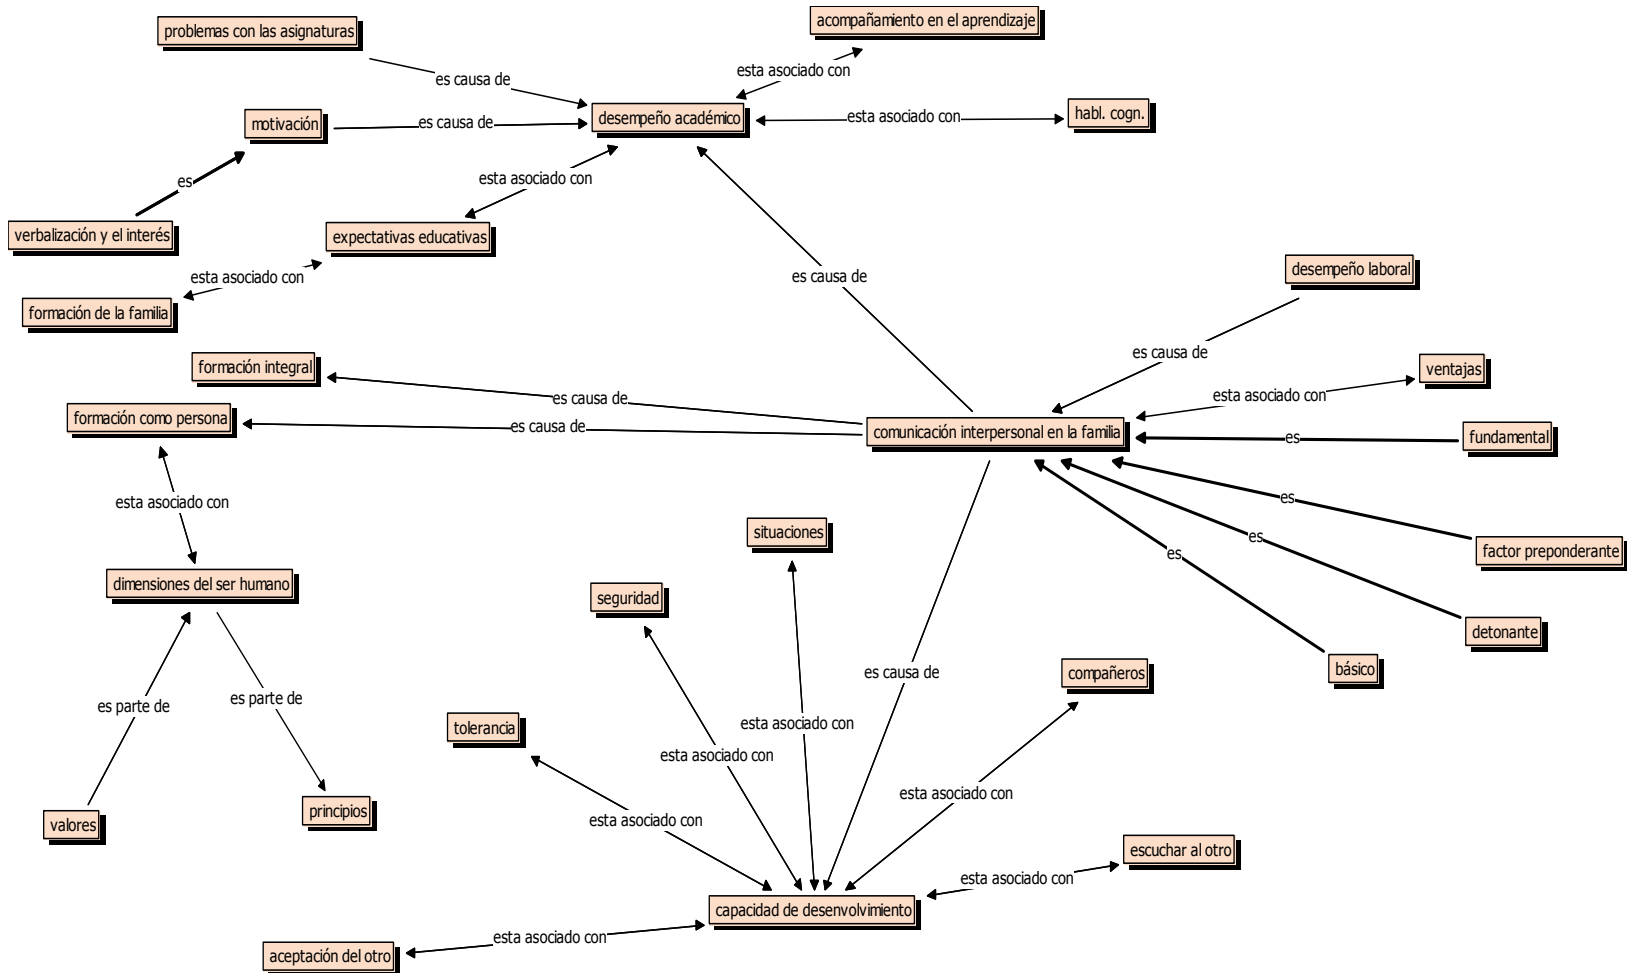 acompañamiento en el aprendizaje
problemas con las asignaturas
esta asociado con
es causa de
habl. cogn.
desempeño académico
esta asociado con
motivación
es causa de
esta asociado con
es
verbalización y el interés
expectativas educativas
esta asociado con
formación de la familia
es causa de
desempeño laboral
es causa de
formación integral
ventajas
esta asociado con
es causa de
formación como persona
es causa de
comunicación interpersonal en la familia
es
fundamental
esta asociado con
es
factor preponderante
situaciones
es
es
dimensiones del ser humano
seguridad
detonante
básico
es causa de
compañeros
es parte de
es parte de
tolerancia
esta asociado con
esta asociado con
esta asociado con
esta asociado con
valores
principios
escuchar al otro
esta asociado con
capacidad de desenvolvimiento
esta asociado con
aceptación del otro